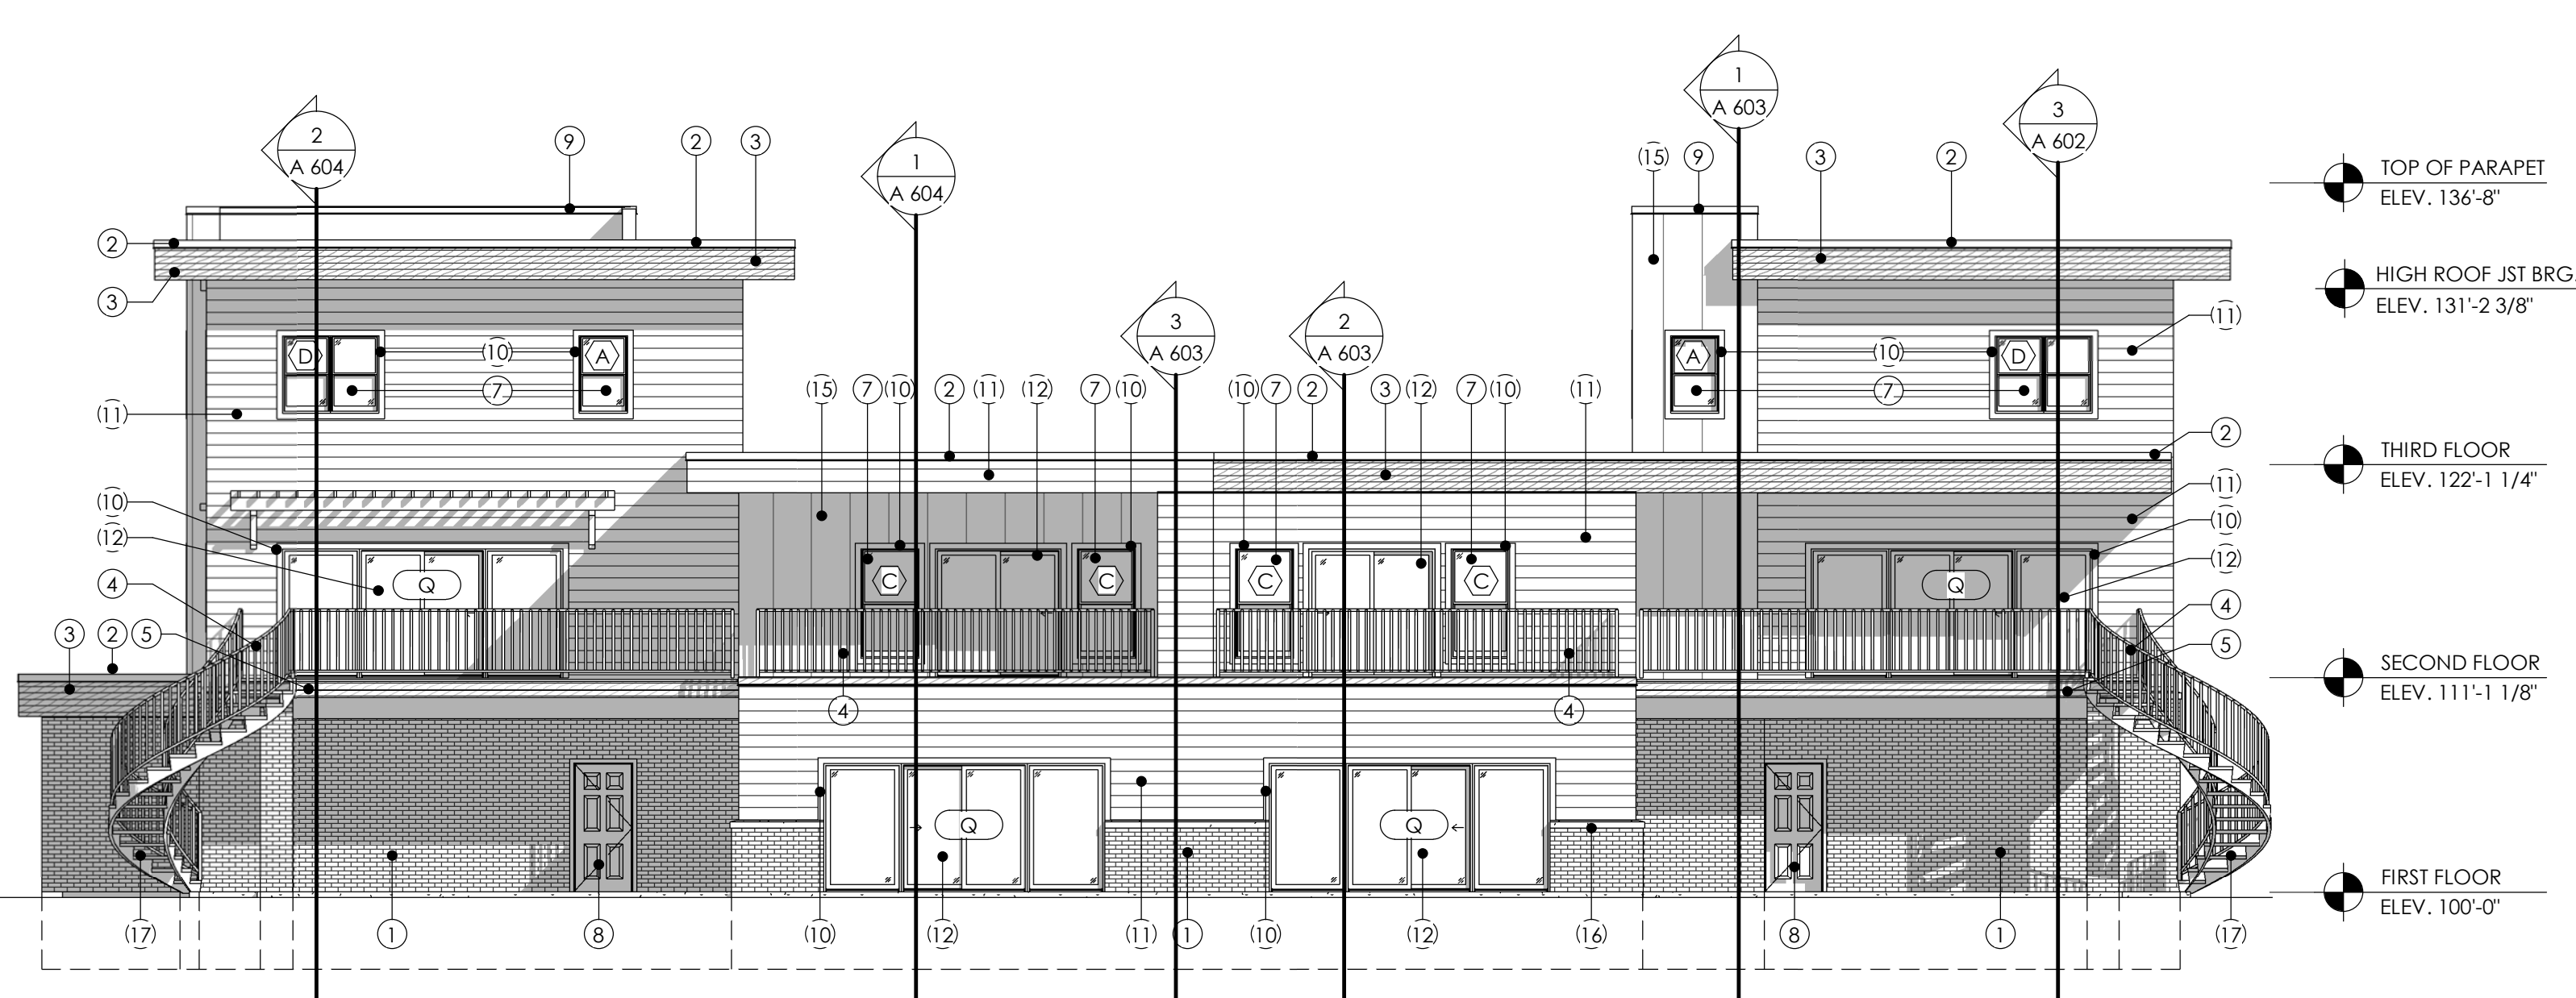 1
A 603
3
A 602
2
A 604
9
2
3
1
A 604
(15)
9
3
2
TOP OF PARAPET
ELEV. 136'-8"
2
3
HIGH ROOF JST BRG.
ELEV. 131'-2 3/8"
3
A 603
2
A 603
(11)
D
(10)
A
A
(10)
D
7
7
(11)
(15)
7
(10)
2
(11)
(12)
7
(10)
(10)
7
2
3
(12)
7
(10)
(11)
2
THIRD FLOOR
ELEV. 122'-1 1/4"
(11)
(10)
(10)
(12)
(12)
4
Q
C
C
C
C
Q
4
3
2
5
5
SECOND FLOOR
ELEV. 111'-1 1/8"
4
4
Q
Q
FIRST FLOOR
ELEV. 100'-0"
(17)
1
8
(10)
(12)
(11)
1
(10)
(12)
(16)
8
1
(17)